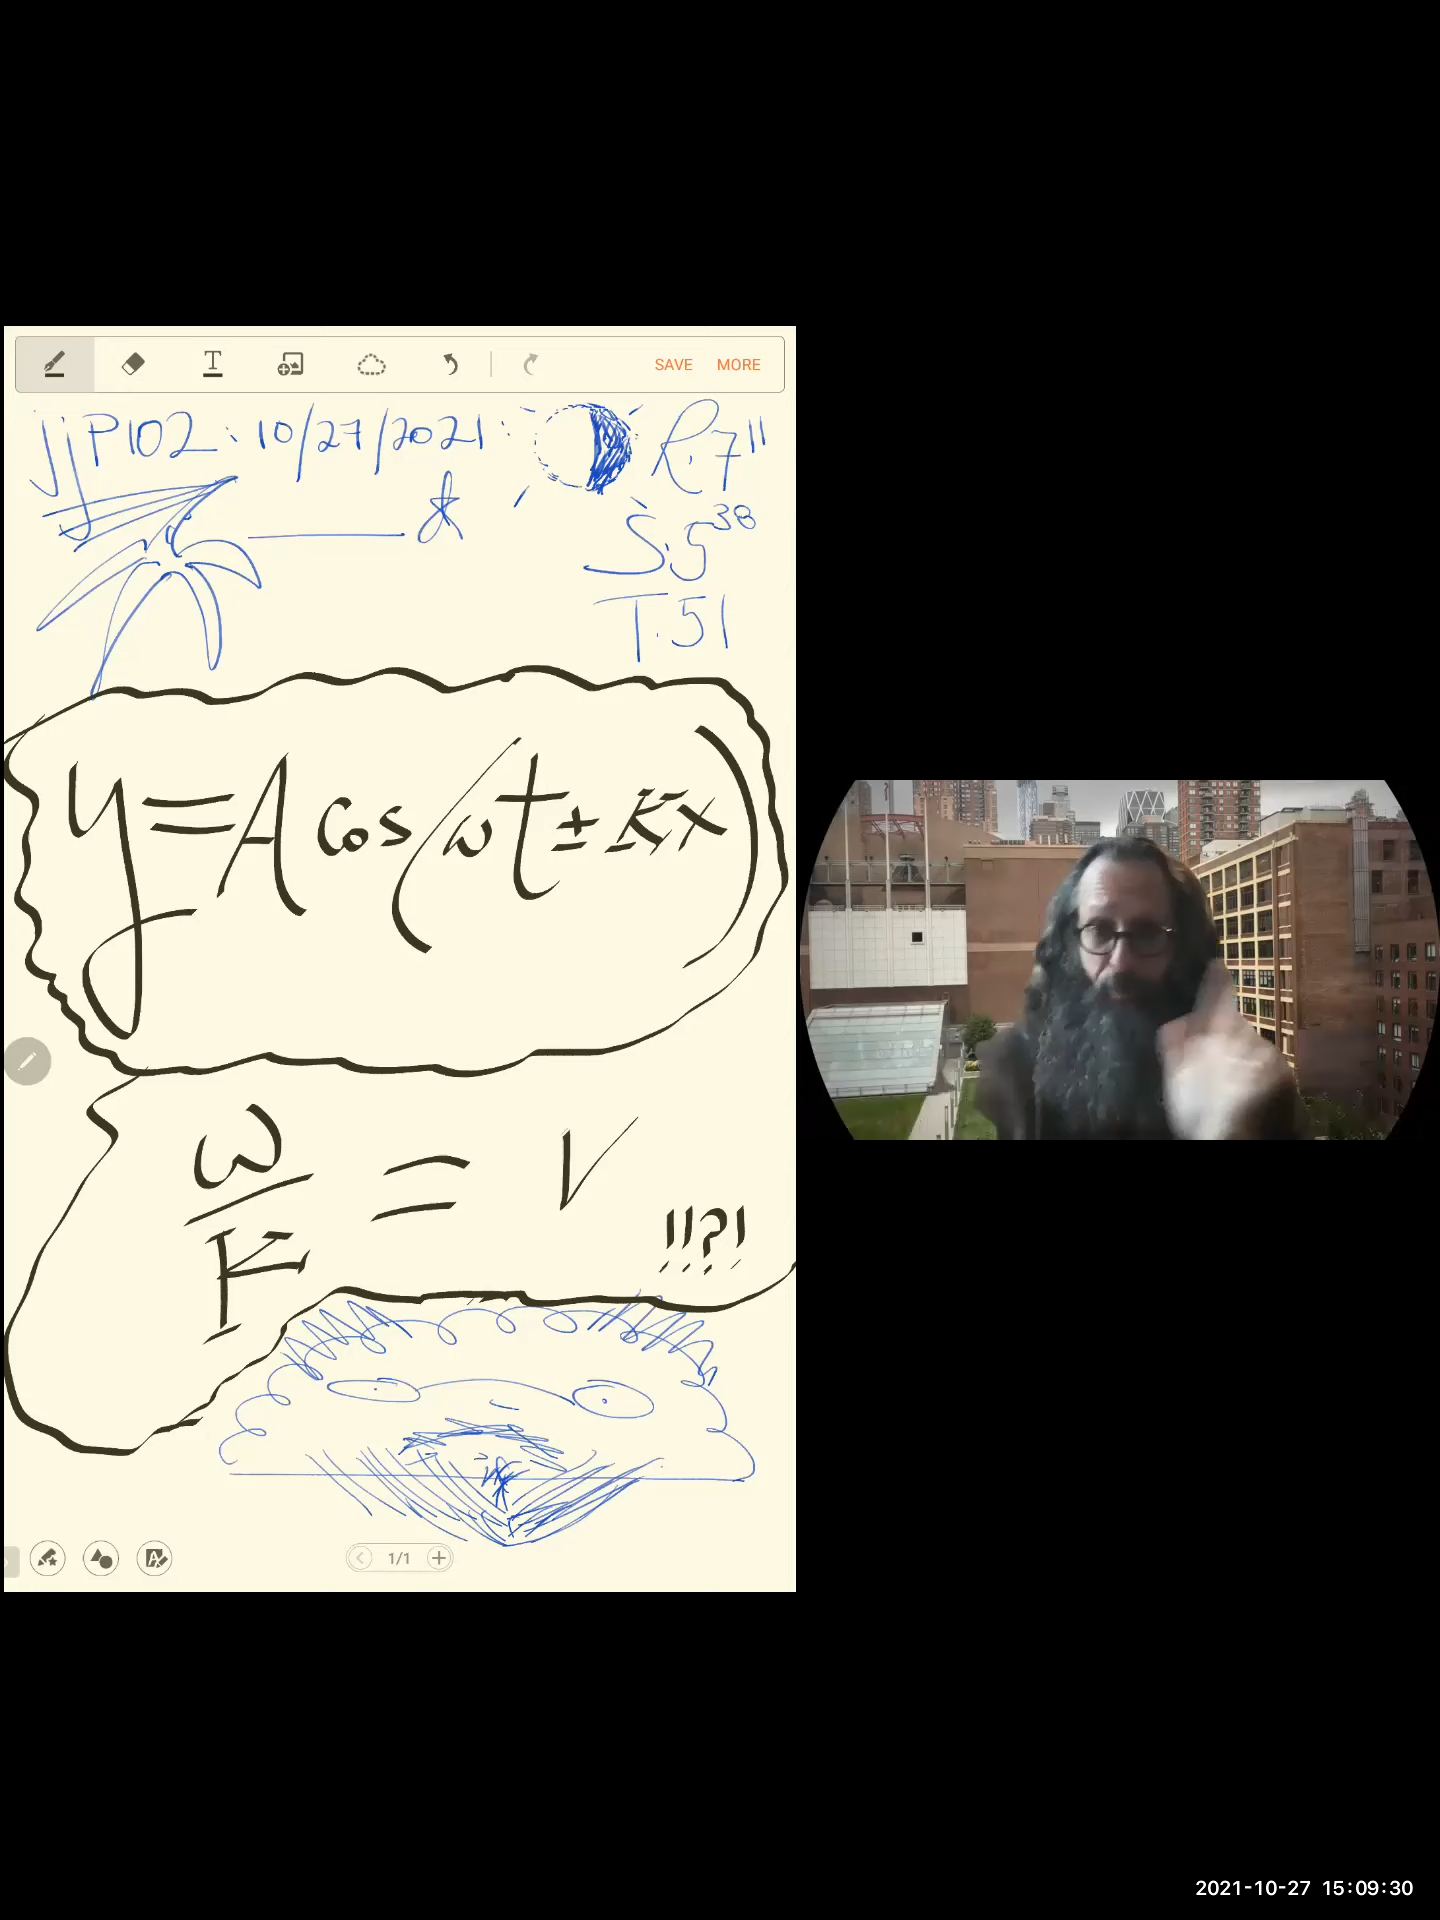 T
SAVE MORE
jjP102: 10/27/2021: R.7¹¹
&
S.5³⁸
T.51
y=A cos(ωt±kx)
ω/K = V
!!?!
1/1
2021-10-27 15:09:30